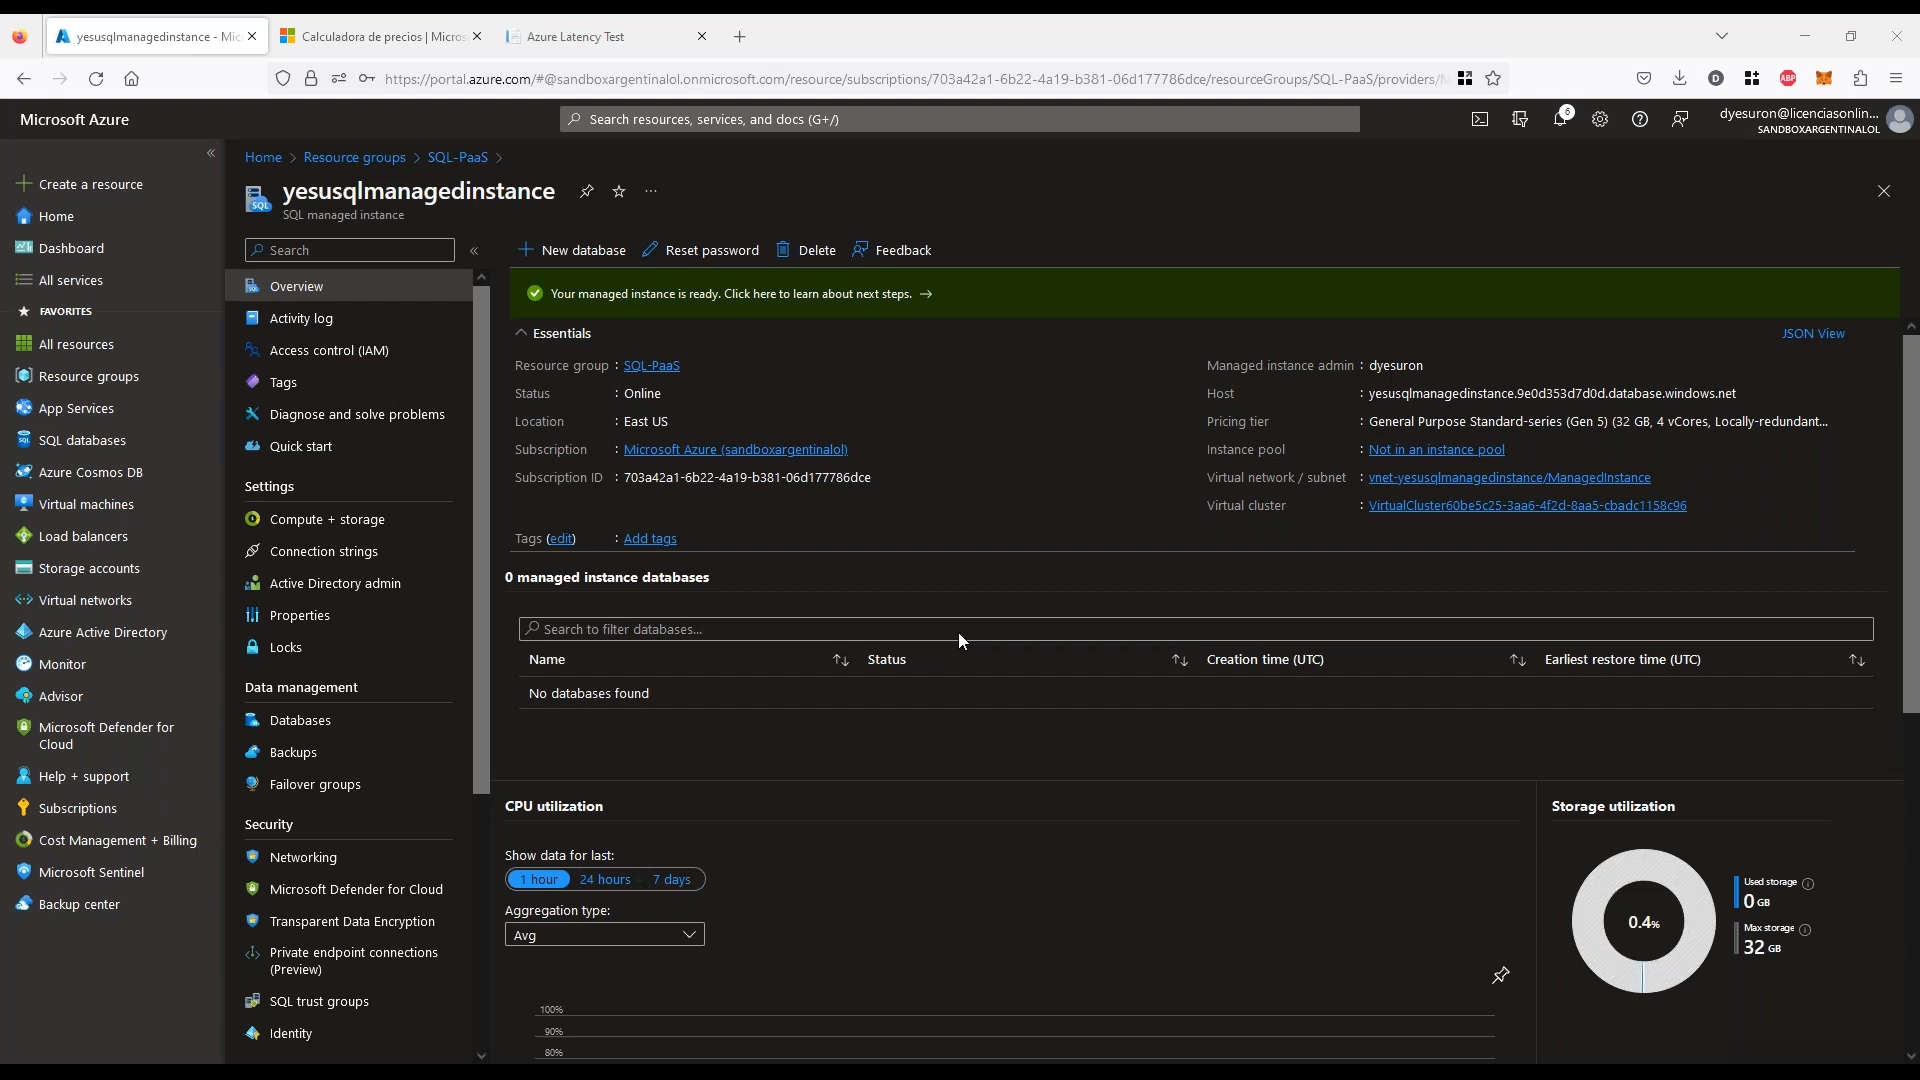 yesusqlmanagedinstance - Mic
Calculadora de precios | Micros
Azure Latency Test
https://portal.azure.com/#@sandboxargentinalol.onmicrosoft.com/resource/subscriptions/703a42a1-6b22-4a19-b381-06d177786dce/resourceGroups/SQL-PaaS/providers/
D
ABP
Microsoft Azure
Search resources, services, and docs (G+/)
6
dyesuron@licenciasonlin...
SANDBOXARGENTINALOL
Create a resource
Home
Dashboard
All services
FAVORITES
All resources
Resource groups
App Services
SQL databases
Azure Cosmos DB
Virtual machines
Load balancers
Storage accounts
Virtual networks
Azure Active Directory
Monitor
Advisor
Microsoft Defender for
Cloud
Help + support
Subscriptions
Cost Management + Billing
Microsoft Sentinel
Backup center
Home > Resource groups > SQL-PaaS >
yesusqlmanagedinstance
SQL managed instance
Search
Overview
Activity log
Access control (IAM)
Tags
Diagnose and solve problems
Quick start
Settings
Compute + storage
Connection strings
Active Directory admin
Properties
Locks
Data management
Databases
Backups
Failover groups
Security
Networking
Microsoft Defender for Cloud
Transparent Data Encryption
Private endpoint connections
(Preview)
SQL trust groups
Identity
New database Reset password Delete Feedback
Your managed instance is ready. Click here to learn about next steps. →
Essentials
JSON View
Resource group : SQL-PaaS
Status : Online
Location : East US
Subscription : Microsoft Azure (sandboxargentinalol)
Subscription ID : 703a42a1-6b22-4a19-b381-06d177786dce
Managed instance admin : dyesuron
Host : yesusqlmanagedinstance.9e0d353d7d0d.database.windows.net
Pricing tier : General Purpose Standard-series (Gen 5) (32 GB, 4 vCores, Locally-redundant...
Instance pool : Not in an instance pool
Virtual network / subnet : vnet-yesusqlmanagedinstance/ManagedInstance
Virtual cluster : VirtualCluster60be5c25-3aa6-4f2d-8aa5-cbadc1158c96
Tags (edit) : Add tags
0 managed instance databases
Search to filter databases...
Name Status Creation time (UTC) Earliest restore time (UTC)
No databases found
CPU utilization
Show data for last:
1 hour 24 hours 7 days
Aggregation type:
Avg
100%
90%
80%
Storage utilization
0.4%
Used storage
0 GB
Max storage
32 GB